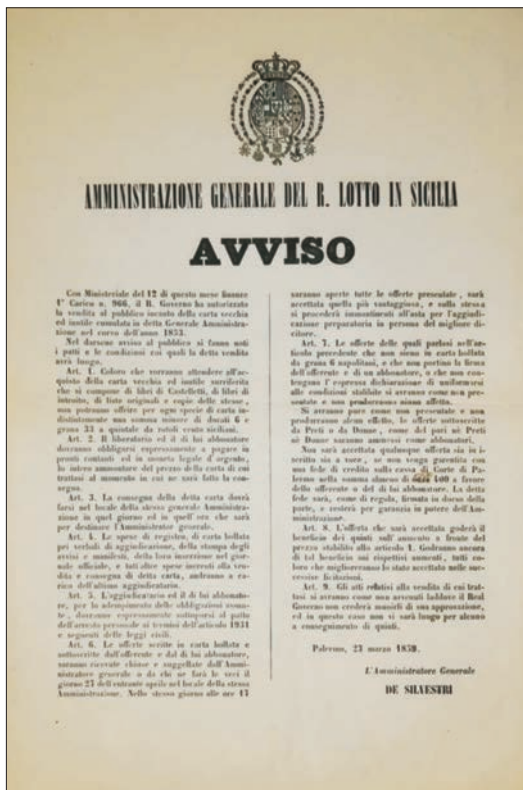 AMMINISTRAZIONE GENERALE DEL R. LOTTO IN SICILIA
AVVISO
Con Ministeriale del 12 di questo mese finanze
1° Carico n. 966, il R. Governo ha autorizzato
la vendita al pubblico incanto della carta vecchia
ed inutile cumulata in detta Generale Amministra-
zione nel corso dell'anno
Nel darsene avviso al pubblico si fanno noti
i patti e le condizioni coi quali la detta vendita
avrà luogo.
Art. 1. Coloro che vorranno attendere all'ac-
quisto della carta vecchia ed inutile surriferita
che si compone di libri di Castelletti, di libri di
introito, di liste originali e copie delle stesse,
non potranno offrire per ogni specie di carta in-
distintamente una somma minore di ducati 6 e
grana 33 a quintale da rotoli cento siciliani.
Art. 2. Il liberatario ed il di lui abbonatore
dovranno obbligarsi espressamente a pagare in
pronti contanti ed in moneta legale d'argento,
lo intero ammontare del prezzo della carta di cui
trattasi al momento in cui ne sarà fatta la con-
segna.
Art. 3. La consegna della detta carta dovrà
farsi nel locale della stessa generale Amministra-
zione in quel giorno ed in quell'ora che sarà
per destinare l'Amministrator generale.
Art. 4. Le spese di registro, di carta bollata
pei verbali di aggiudicazione, della stampa degli
avvisi e manifesti, della loro inserzione nel gior-
nale officiale, e tutt'altre spese inerenti alla ven-
dita e consegna di detta carta, andranno a ca-
rico dell'ultimo aggiudicatario.
Art. 5. L'aggiudicatario ed il di lui abbonato-
re, per lo adempimento delle obbligazioni
dovranno espressamente sottoporsi al patto
dell'arresto personale ai termini dell'articolo 1934
e seguenti delle leggi civili.
Art. 6. Le offerte scritte in carta bollata e
sottoscritte dall'offerente e dal di lui abbonatore,
saranno ricevute chiuse e suggellate dall'Ammi-
nistratore generale o da chi ne farà le veci il
giorno 27 dell'entrante aprile nel locale della stessa
Amministrazione. Nello stesso giorno alle ore
saranno aperte tutte le offerte presentate, sarà
accettata quella più vantaggiosa, e sulla stessa
si procederà immantinenti all'asta per l'aggiudi-
cazione preparatoria in persona del migliore di-
citore.
Art. 7. Le offerte delle quali parlasi nell'ar-
ticolo precedente che non sieno in carta bollata
da grana 6 napolitani, e che non portino la firma
dell'offerente e di un abbonatore, o che non con-
tengano l'espressa dichiarazione di uniformarsi
alle condizioni stabilite si avranno come non pre-
sentate e non produrranno niuno effetto.
Si avranno pure come non presentate e non
produrranno alcun effetto, le offerte sottoscritte
da Preti o da Donne, come del pari nè Preti
nè Donne saranno ammessi come abbonatori.
Non sarà accettata qualunque offerta sia in i-
scritto sia a voce, se non venga garentita con
una fede di credito sulla cassa di Corte di Pa-
lermo nella somma almeno di 400 a favore
dello offerente o del di lui abbonatore. La detta
fede sarà, come di regola, firmata in dorso della
parte, e resterà per garanzia in potere dell'Am-
ministrazione.
Art. 8. L'offerta che sarà accettata goderà il
beneficio dei quinti sull'aumento a fronte del
prezzo stabilito allo articolo 1. Godranno ancora
di tal beneficio sui rispettivi aumenti, tutti co-
loro che miglioreranno lo stato accettato nelle suc-
cessive licitazioni.
Art. 9. Gli atti relativi alla vendita di cui trat-
tasi si avranno come non avvenuti laddove il Real
Governo non crederà munirli di sua approvazione,
ed in questo caso non vi sarà luogo per alcuno
a conseguimento di quinti.
Palermo, 23 marzo
L'Amministratore Generale
DE SILVESTRI